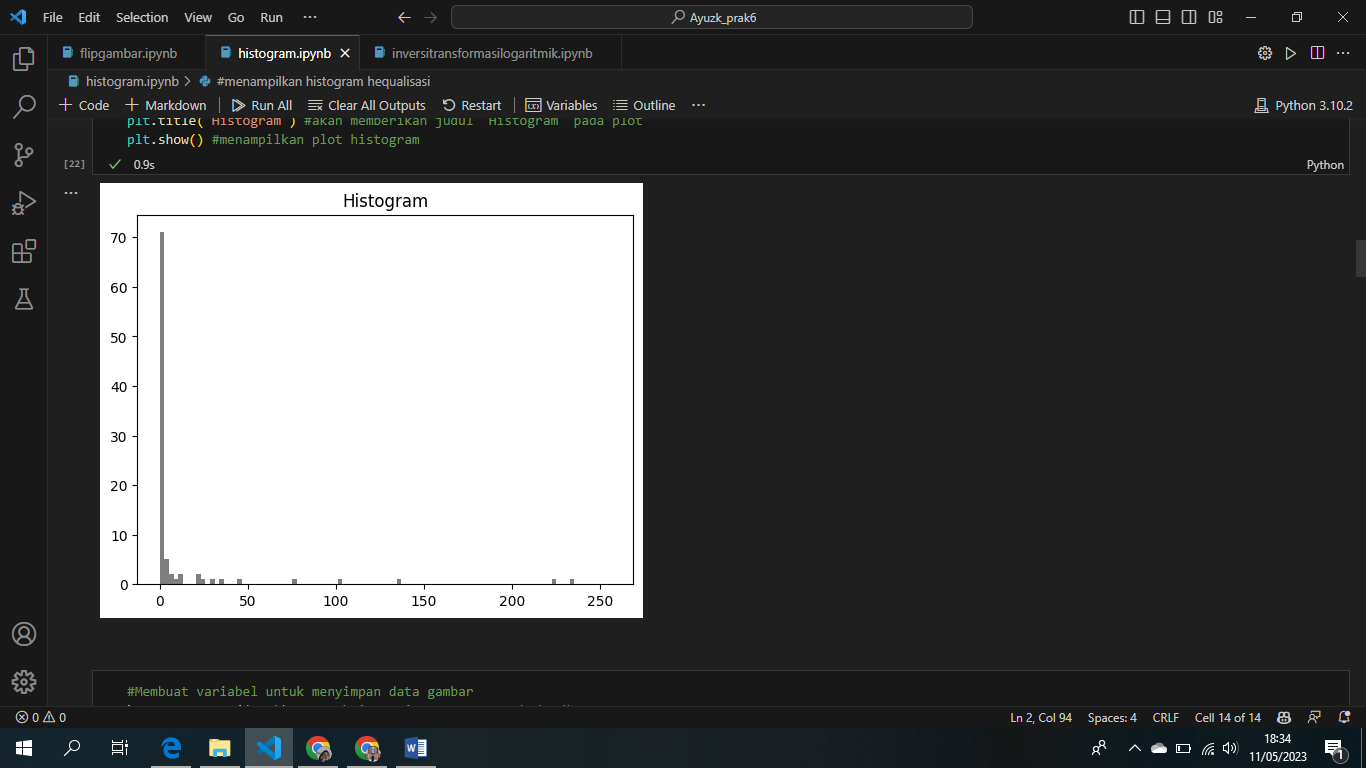 File Edit Selection View Go Run ··· Ayuzk_prak6
flipgambar.ipynb histogram.ipynb inversitransformasilogaritmik.ipynb
histogram.ipynb > #menampilkan histogram hequalisasi
+ Code + Markdown Run All Clear All Outputs Restart Variables Outline ··· Python 3.10.2
plt.title('Histogram') #akan memberikan judul 'Histogram' pada plot
plt.show() #menampilkan plot histogram
[22] 0.9s Python
Histogram
70
60
50
40
30
20
10
0
0 50 100 150 200 250
#Membuat variabel untuk menyimpan data gambar
0 0 Ln 2, Col 94 Spaces: 4 CRLF Cell 14 of 14
18:34
11/05/2023 1